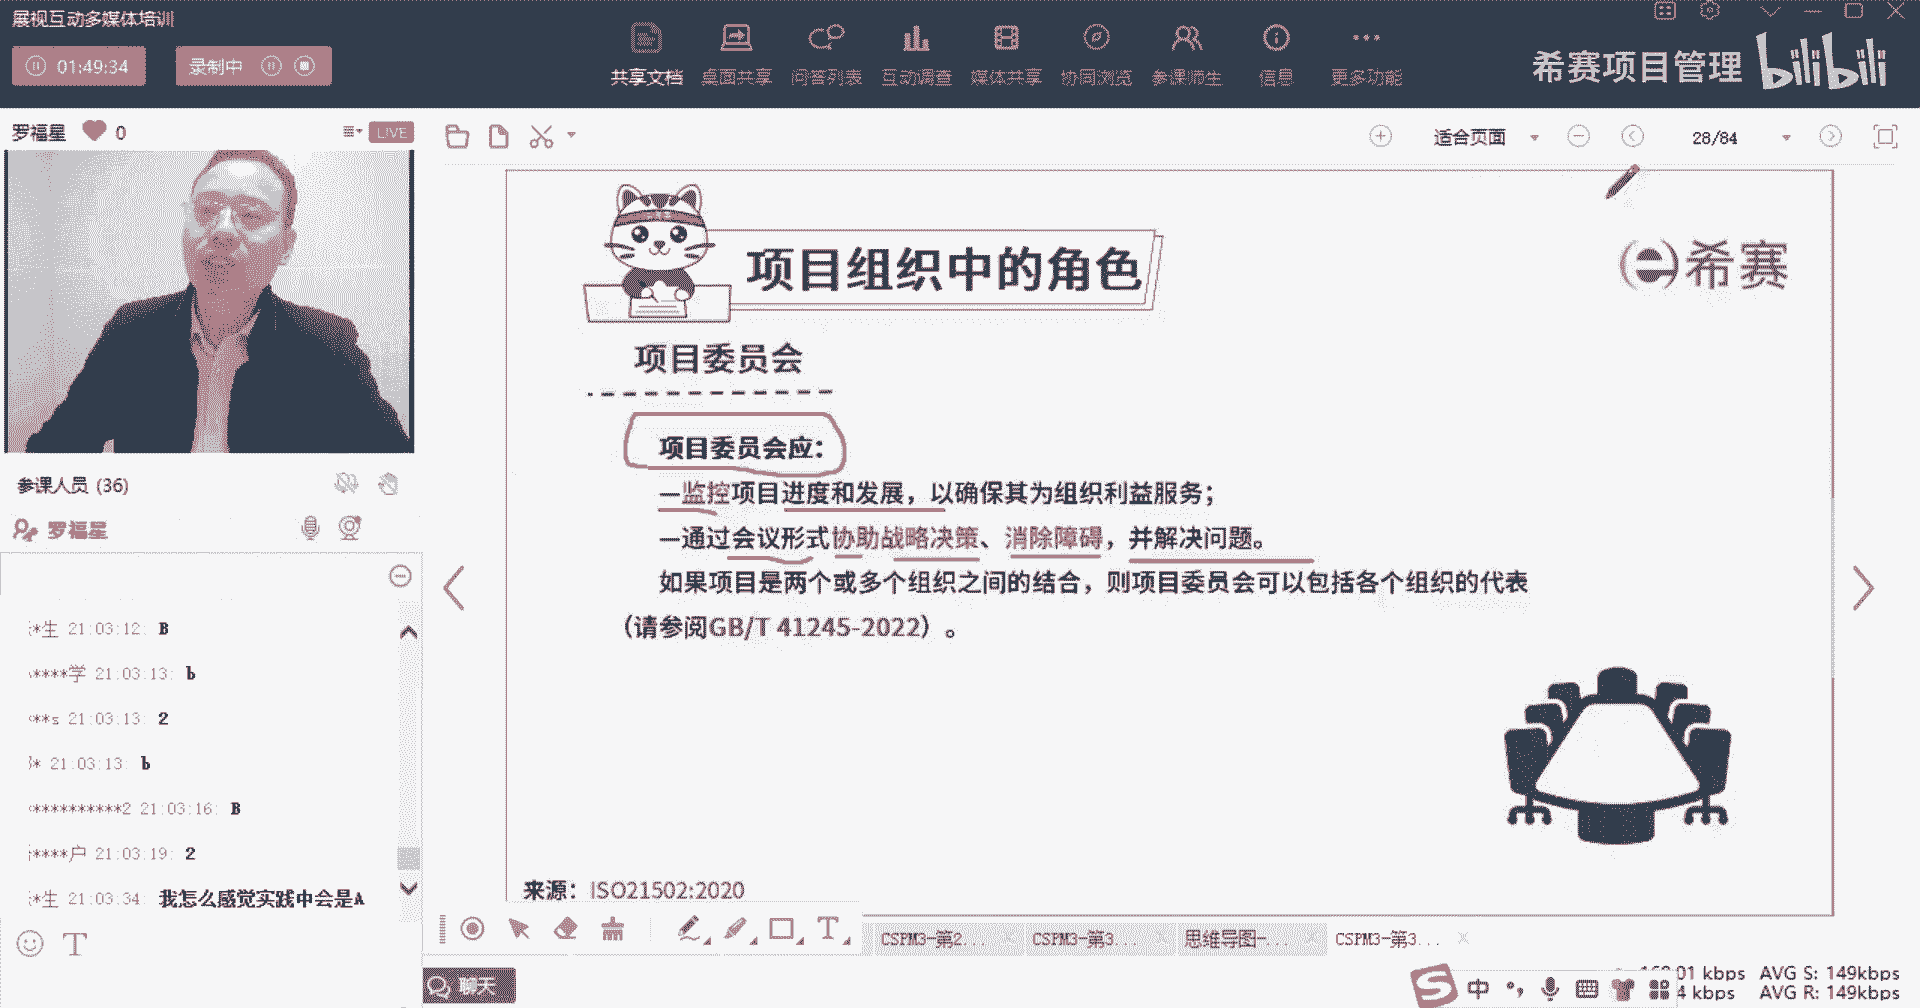 展视互动多媒体培训
01:49:34
录制中
共享文档 桌面共享 问答列表 互动调查 媒体共享 协同浏览 参课师生 信息 更多功能
希赛项目管理 bilibili
罗福星 0 LIVE
适合页面 28/84
项目组织中的角色
希赛
项目委员会
项目委员会应：
—监控项目进度和发展，以确保其为组织利益服务；
—通过会议形式协助战略决策、消除障碍，并解决问题。
如果项目是两个或多个组织之间的结合，则项目委员会可以包括各个组织的代表
（请参阅GB/T 41245-2022）。
来源：ISO21502:2020
参课人员 (36)
罗福星
*生 21:03:12: B
****学 21:03:13: b
**s 21:03:13: 2
* 21:03:13: b
**********2 21:03:16: B
****户 21:03:19: 2
*生 21:03:34: 我怎么感觉实践中会是A
T
T
CSPM3-第2... CSPM3-第3... 思维导图-... CSPM3-第3...
聊天
S 中
01 kbps AVG S: 149kbps
4 kbps AVG R: 149kbps